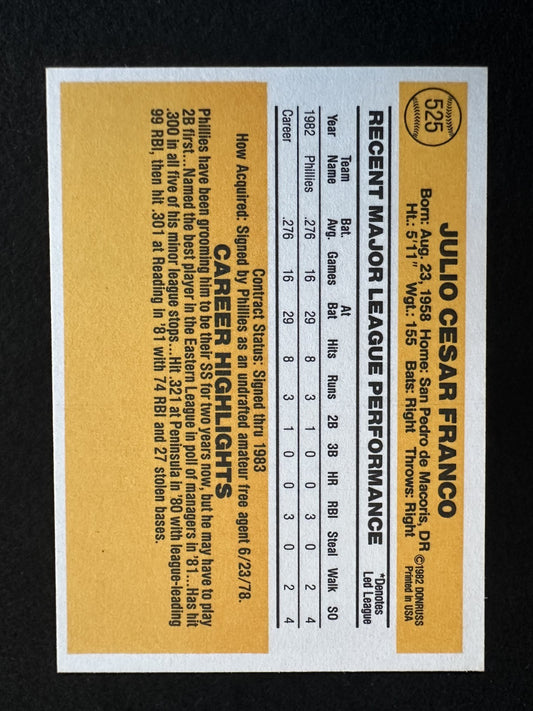 525
JULIO CESAR FRANCO
Born: Aug. 23, 1958 Home: San Pedro de Macoris, DR
Ht.: 5'11" Wgt.: 155 Bats: Right Throws: Right
©1982 DONRUSS
Printed in USA
RECENT MAJOR LEAGUE PERFORMANCE
*Denotes
Led League
Year Team Name Bat. Avg. Games At Bat Hits Runs 2B 3B HR RBI Steal Walk SO
1982 Phillies .276 16 29 8 3 1 0 0 3 0 2 4
Career .276 16 29 8 3 1 0 0 3 0 2 4
Contract Status: Signed thru 1983
How Acquired: Signed by Phillies as an undrafted amateur free agent 6/23/78.
CAREER HIGHLIGHTS
Phillies have been grooming him to be their SS for two years now, but he may have to play
2B first...Named the best player in the Eastern League in poll of managers in '81...Has hit
.300 in all five of his minor league stops...Hit .321 at Peninsula in '80 with league-leading
99 RBI, then hit .301 at Reading in '81 with 74 RBI and 27 stolen bases.